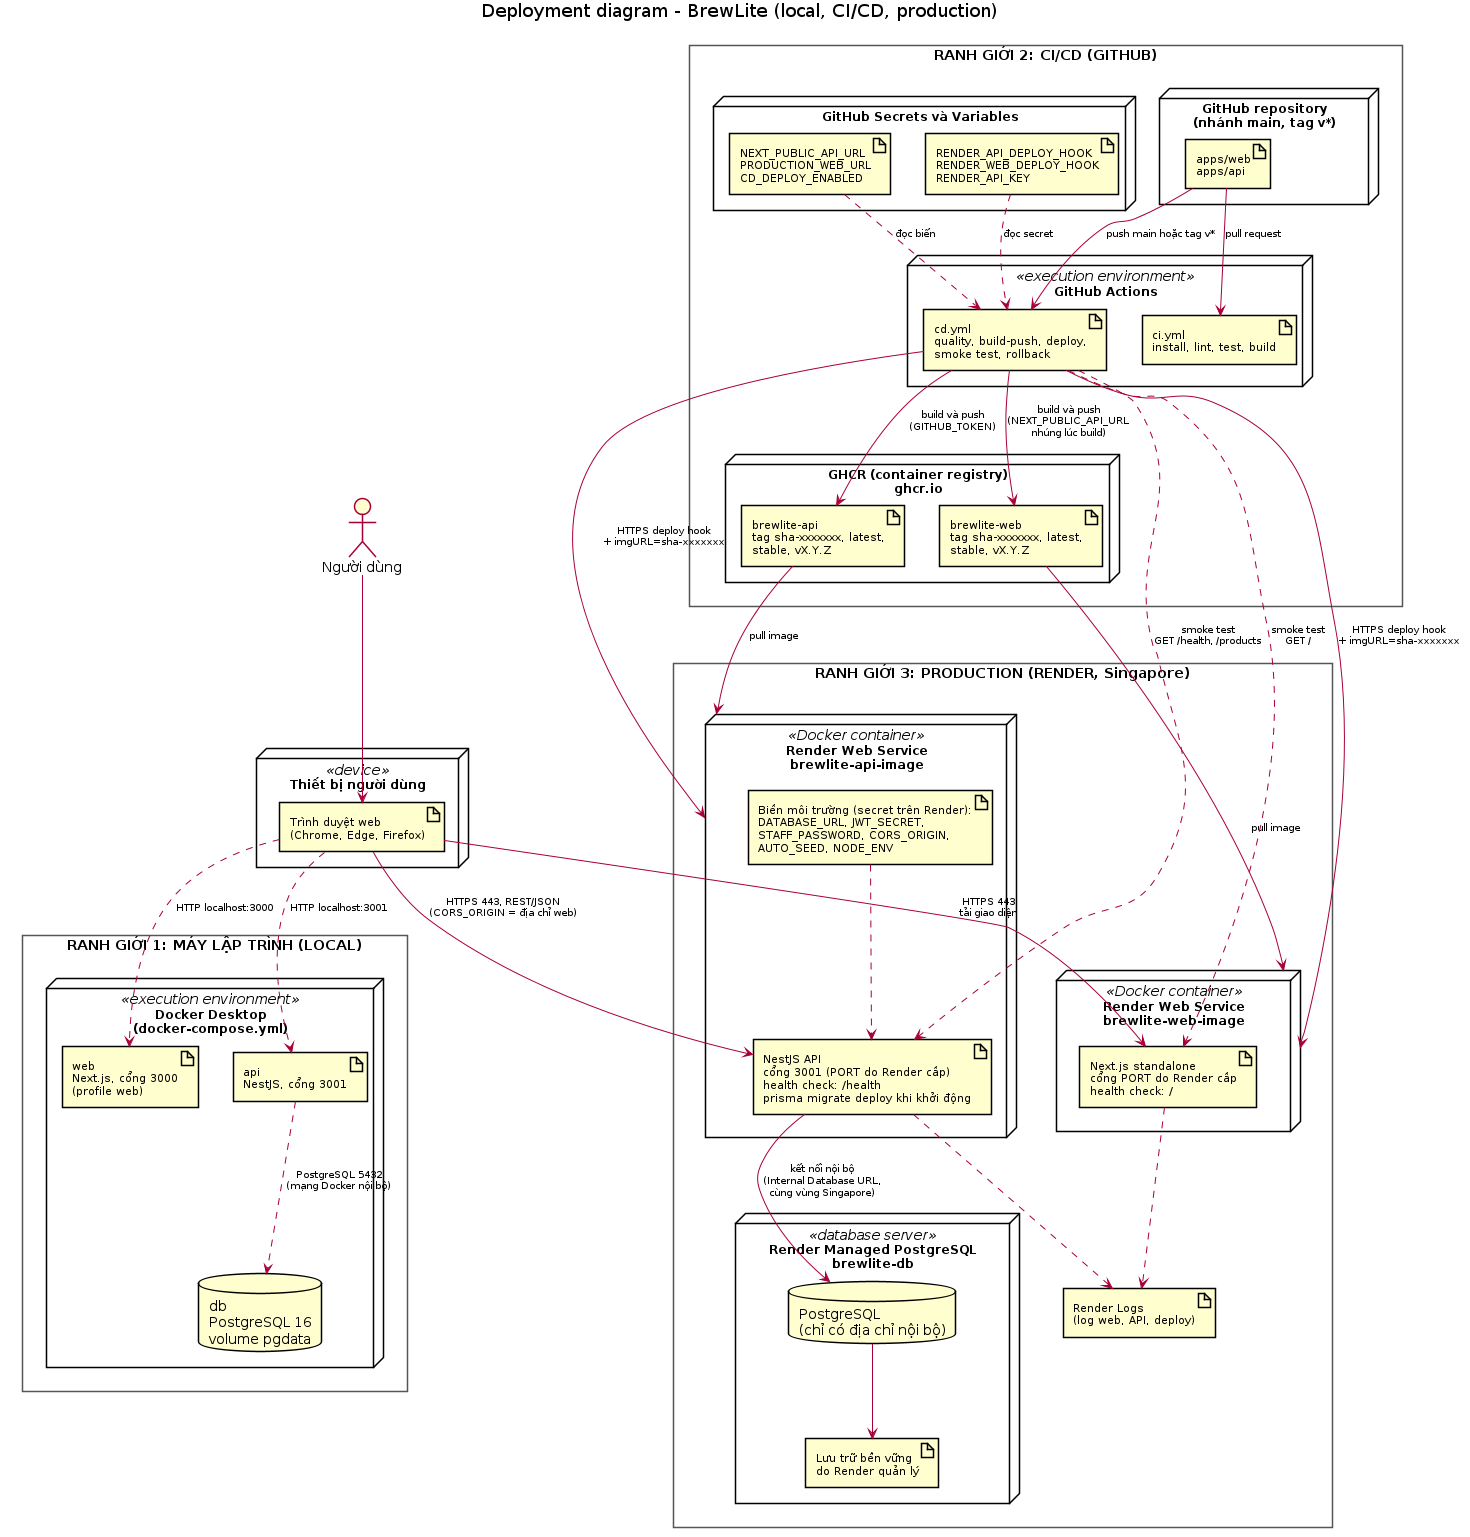 Deployment diagram - BrewLite (local, CI/CD, production)
RANH GIỚI 2: CI/CD (GITHUB)
GitHub Secrets và Variables
NEXT_PUBLIC_API_URL
PRODUCTION_WEB_URL
CD_DEPLOY_ENABLED
RENDER_API_DEPLOY_HOOK
RENDER_WEB_DEPLOY_HOOK
RENDER_API_KEY
GitHub repository
(nhánh main, tag v*)
apps/web
apps/api
đọc biến
đọc secret
push main hoặc tag v*
pull request
«execution environment»
GitHub Actions
cd.yml
quality, build-push, deploy,
smoke test, rollback
ci.yml
install, lint, test, build
build và push
(GITHUB_TOKEN)
build và push
(NEXT_PUBLIC_API_URL
nhúng lúc build)
GHCR (container registry)
ghcr.io
brewlite-api
tag sha-xxxxxxx, latest,
stable, vX.Y.Z
brewlite-web
tag sha-xxxxxxx, latest,
stable, vX.Y.Z
HTTPS deploy hook
+ imgURL=sha-xxxxxxx
Người dùng
pull image
smoke test
GET /health, /products
smoke test
GET /
HTTPS deploy hook
+ imgURL=sha-xxxxxxx
RANH GIỚI 3: PRODUCTION (RENDER, Singapore)
«Docker container»
Render Web Service
brewlite-api-image
Biến môi trường (secret trên Render):
DATABASE_URL, JWT_SECRET,
STAFF_PASSWORD, CORS_ORIGIN,
AUTO_SEED, NODE_ENV
«device»
Thiết bị người dùng
Trình duyệt web
(Chrome, Edge, Firefox)
pull image
HTTP localhost:3000
HTTP localhost:3001
HTTPS 443, REST/JSON
(CORS_ORIGIN = địa chỉ web)
HTTPS 443
tải giao diện
RANH GIỚI 1: MÁY LẬP TRÌNH (LOCAL)
«execution environment»
Docker Desktop
(docker-compose.yml)
web
Next.js, cổng 3000
(profile web)
api
NestJS, cổng 3001
PostgreSQL 5432
(mạng Docker nội bộ)
db
PostgreSQL 16
volume pgdata
NestJS API
cổng 3001 (PORT do Render cấp)
health check: /health
prisma migrate deploy khi khởi động
«Docker container»
Render Web Service
brewlite-web-image
Next.js standalone
cổng PORT do Render cấp
health check: /
kết nối nội bộ
(Internal Database URL,
cùng vùng Singapore)
«database server»
Render Managed PostgreSQL
brewlite-db
PostgreSQL
(chỉ có địa chỉ nội bộ)
Render Logs
(log web, API, deploy)
Lưu trữ bền vững
do Render quản lý